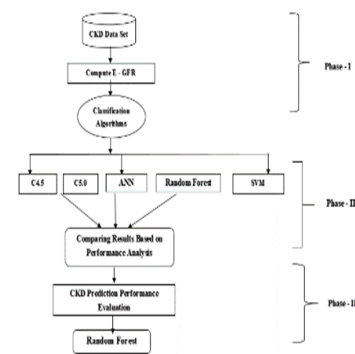 CKD Data Set
Compute E - GFR
Phase - I
Classification
Algorithms
C4.5 C5.0 ANN Random Forest SVM
Phase - II
Comparing Results Based on
Performance Analysis
CKD Prediction Performance
Evaluation
Phase - II
Random Forest